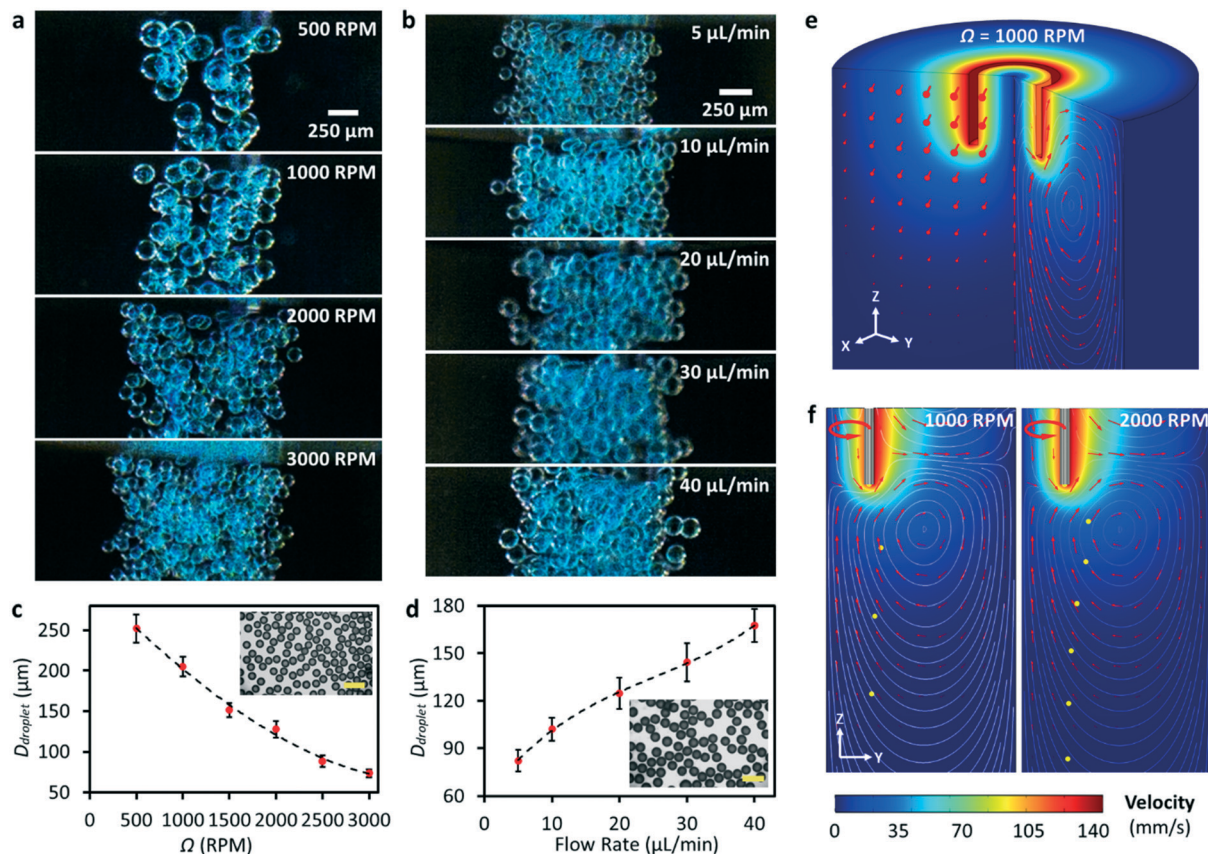 a
500 RPM
250 µm
1000 RPM
2000 RPM
3000 RPM
b
5 µL/min
250 µm
10 µL/min
20 µL/min
30 µL/min
40 µL/min
c
D_droplet (µm)
250
200
150
100
50
0 500 1000 1500 2000 2500 3000
Ω (RPM)
d
D_droplet (µm)
180
150
120
90
60
0 10 20 30 40
Flow Rate (µL/min)
e
Ω = 1000 RPM
Z
X
Y
f
1000 RPM
2000 RPM
Z
Y
Velocity
(mm/s)
0 35 70 105 140